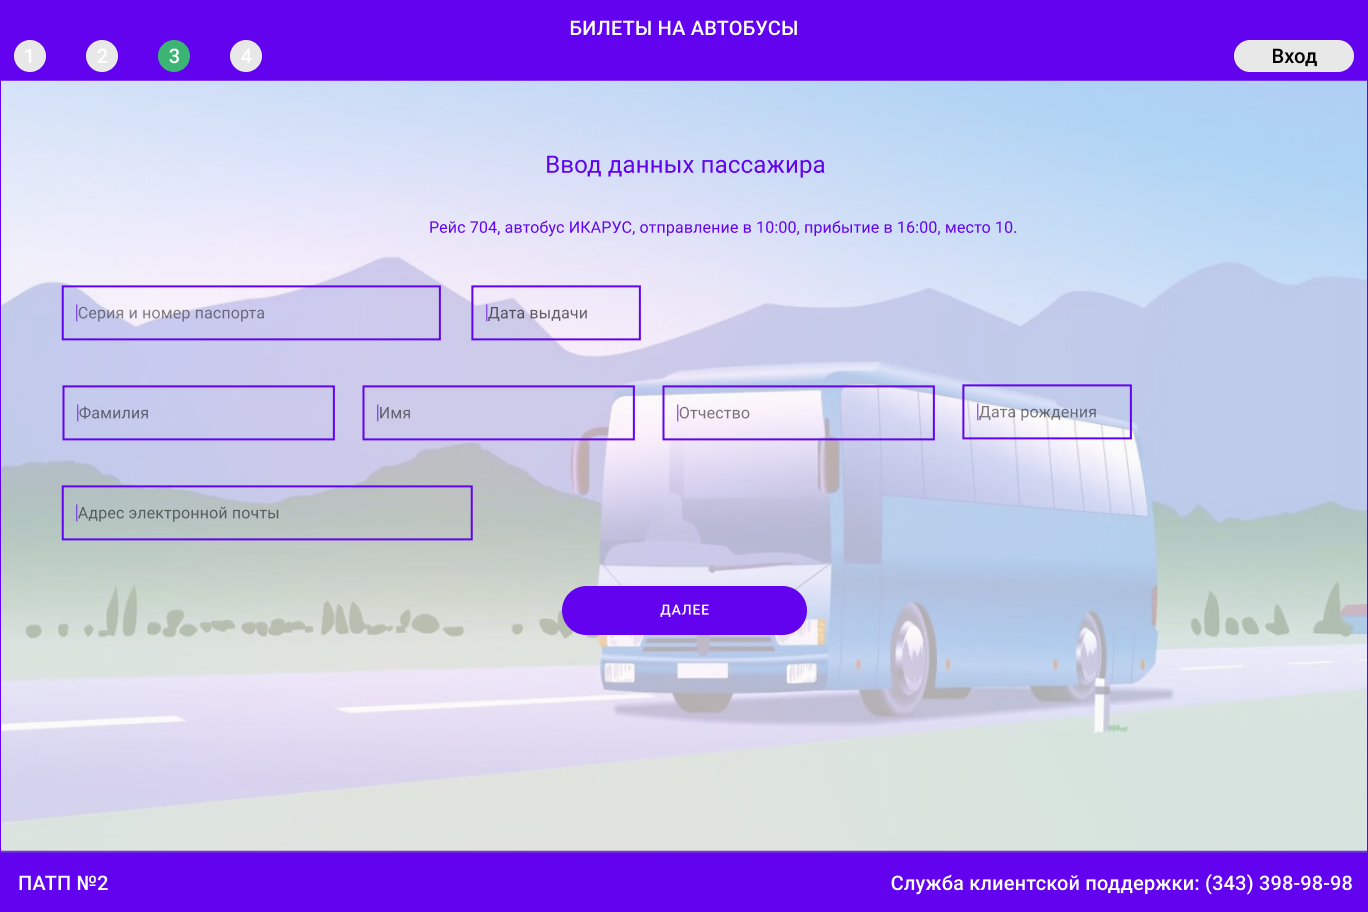 БИЛЕТЫ НА АВТОБУСЫ
1 2 3 4
Вход
Ввод данных пассажира
Рейс 704, автобус ИКАРУС, отправление в 10:00, прибытие в 16:00, место 10.
Серия и номер паспорта Дата выдачи
Фамилия Имя Отчество Дата рождения
Адрес электронной почты
ДАЛЕЕ
ПАТП №2 Служба клиентской поддержки: (343) 398-98-98